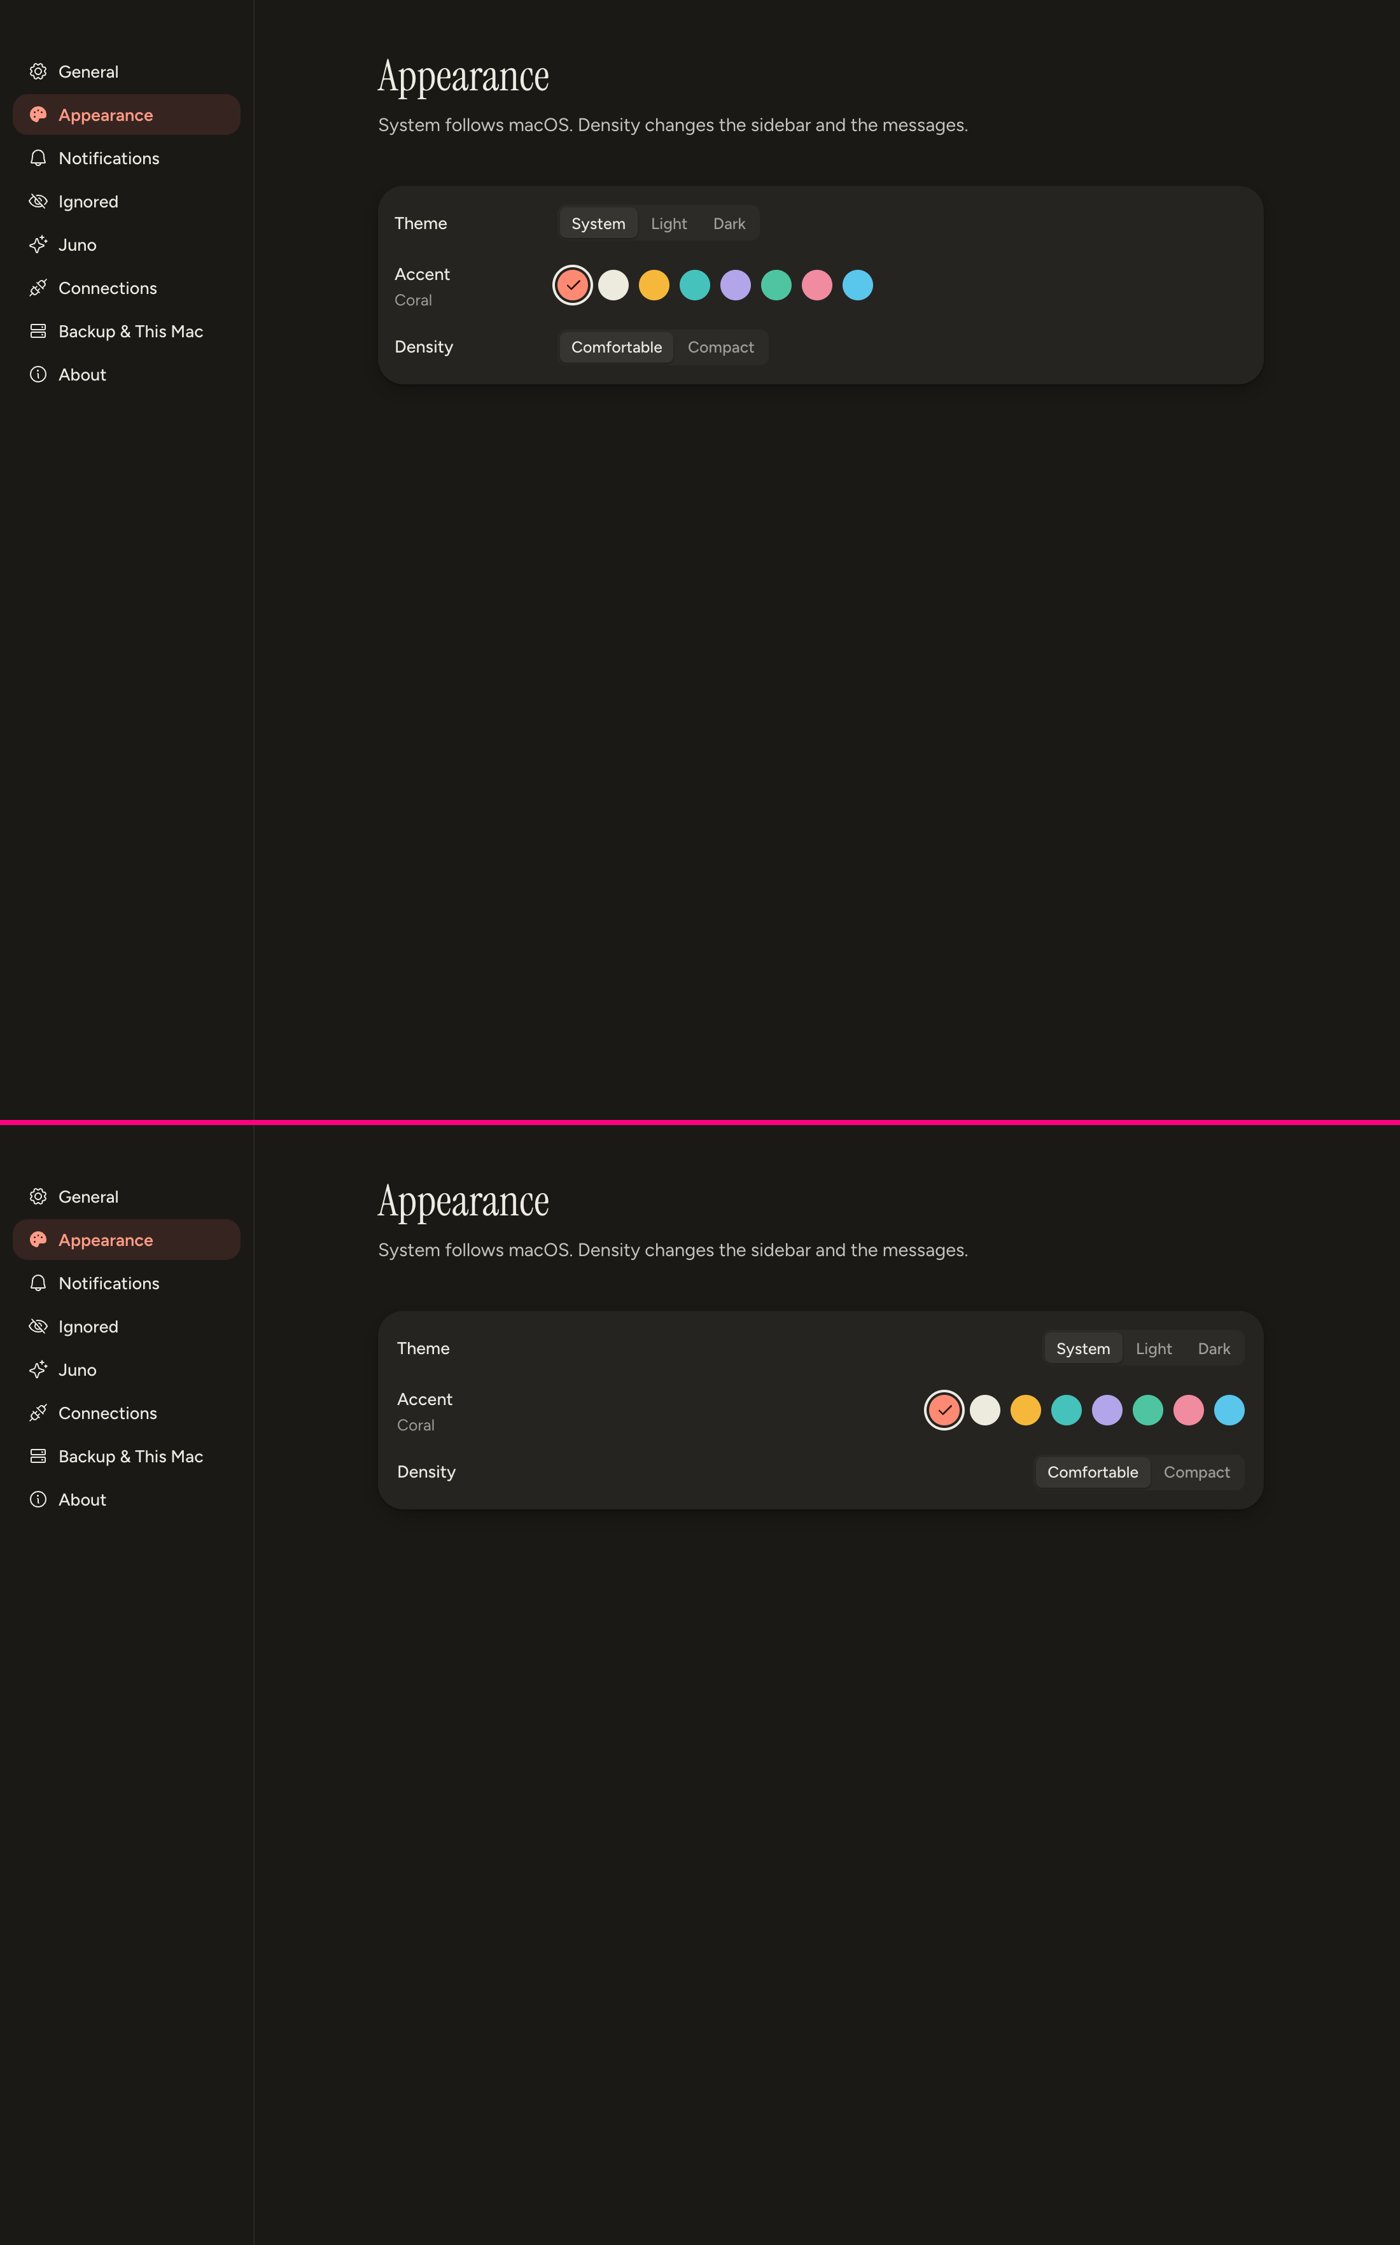 General
Appearance
Notifications
Ignored
Juno
Connections
Backup & This Mac
About
Appearance
System follows macOS. Density changes the sidebar and the messages.
Theme System Light Dark
Accent
Coral
Density Comfortable Compact
General
Appearance
Notifications
Ignored
Juno
Connections
Backup & This Mac
About
Appearance
System follows macOS. Density changes the sidebar and the messages.
Theme System Light Dark
Accent
Coral
Density Comfortable Compact